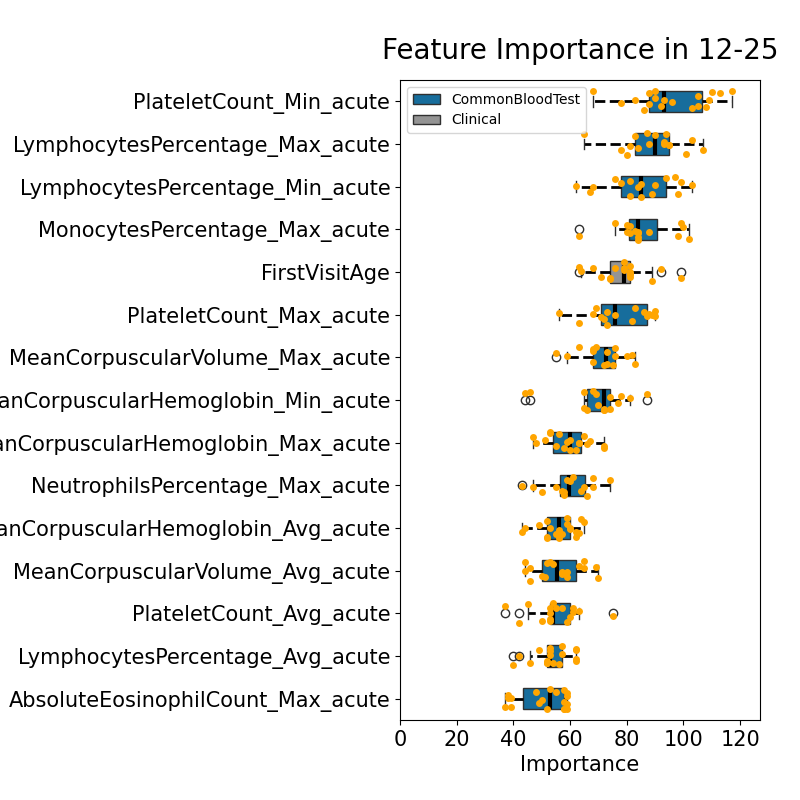 Feature Importance in 12-25
CommonBloodTest
Clinical
PlateletCount_Min_acute
LymphocytesPercentage_Max_acute
LymphocytesPercentage_Min_acute
MonocytesPercentage_Max_acute
FirstVisitAge
PlateletCount_Max_acute
MeanCorpuscularVolume_Max_acute
anCorpuscularHemoglobin_Min_acute
anCorpuscularHemoglobin_Max_acute
NeutrophilsPercentage_Max_acute
anCorpuscularHemoglobin_Avg_acute
MeanCorpuscularVolume_Avg_acute
PlateletCount_Avg_acute
LymphocytesPercentage_Avg_acute
AbsoluteEosinophilCount_Max_acute
0 20 40 60 80 100 120
Importance